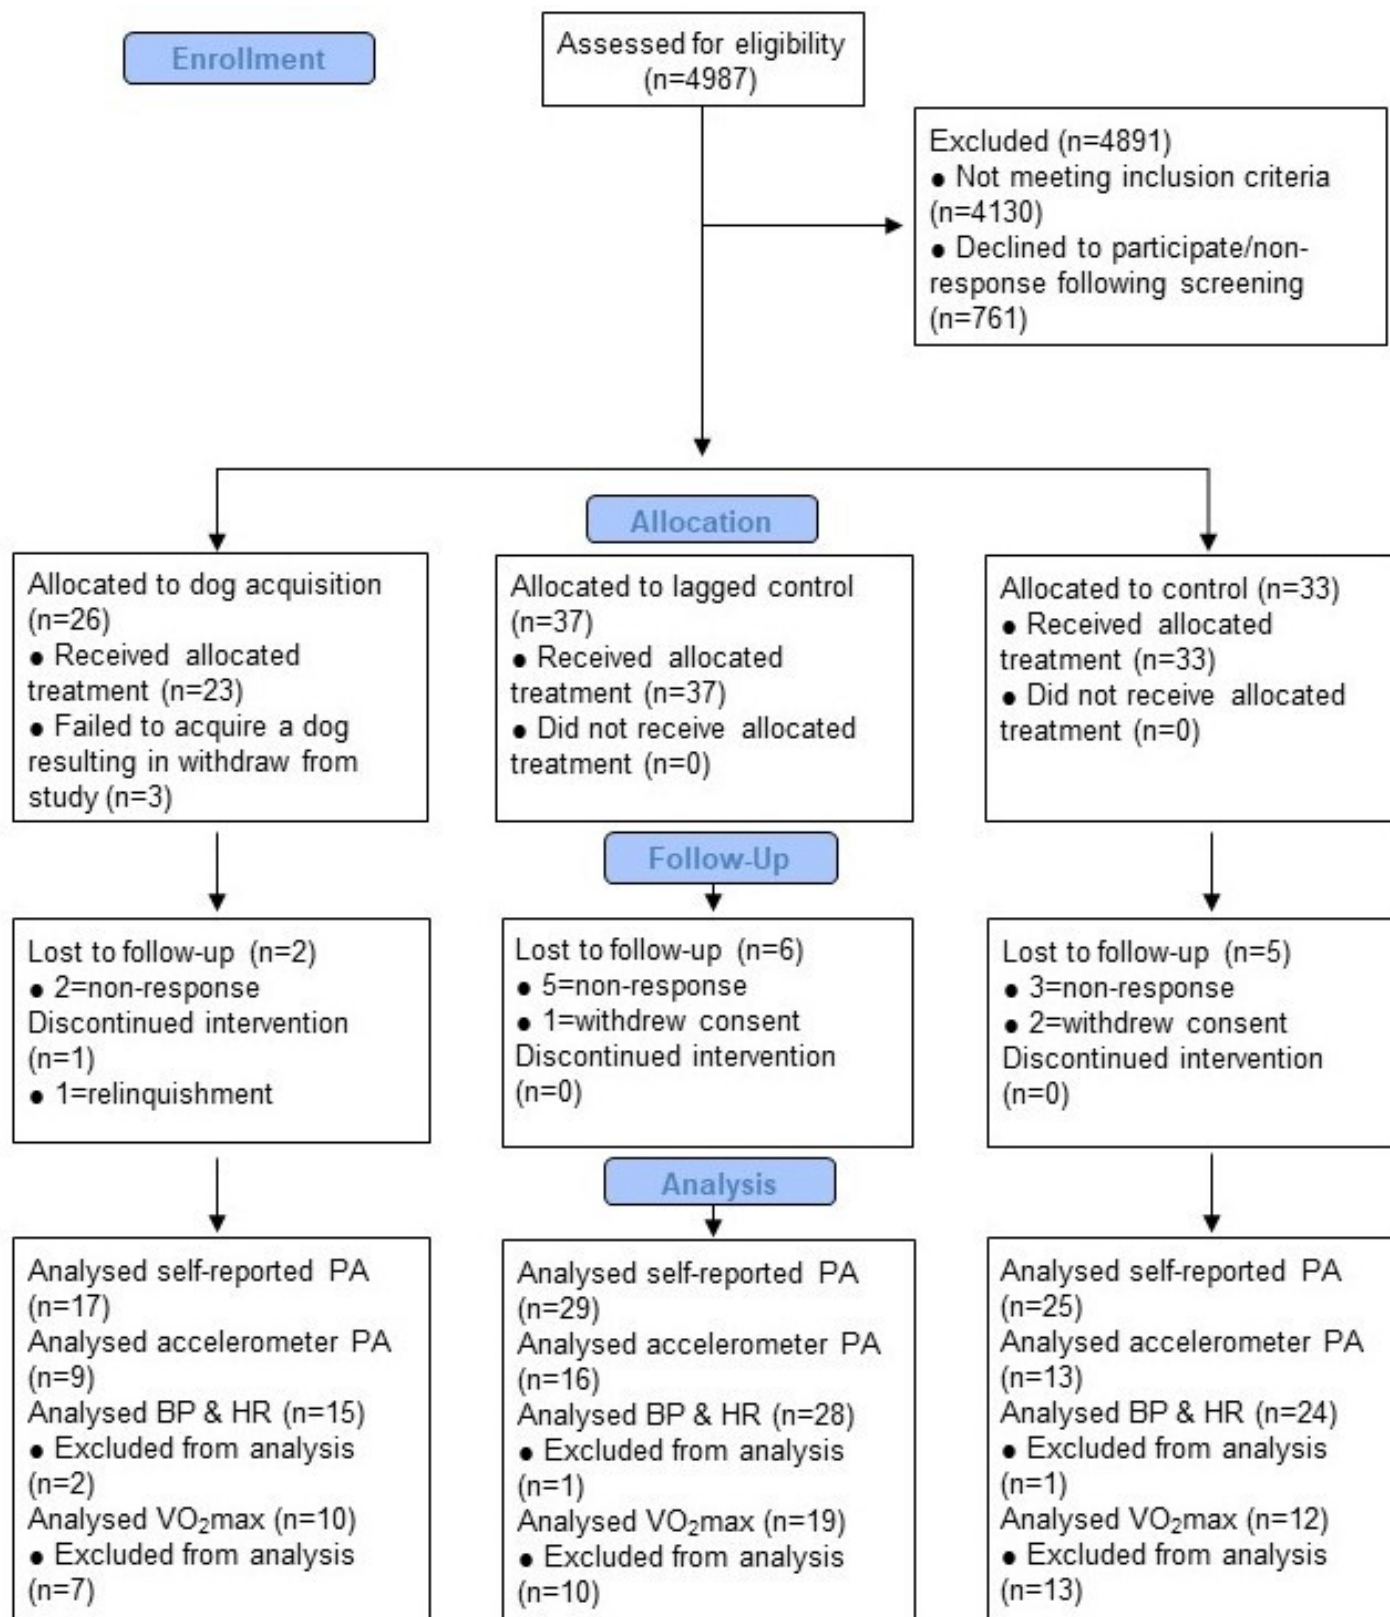 Enrollment
Assessed for eligibility
(n=4987)
Excluded (n=4891)
● Not meeting inclusion criteria
(n=4130)
● Declined to participate/non-
response following screening
(n=761)
Allocation
Allocated to dog acquisition
(n=26)
● Received allocated
treatment (n=23)
● Failed to acquire a dog
resulting in withdraw from
study (n=3)
Allocated to lagged control
(n=37)
● Received allocated
treatment (n=37)
● Did not receive allocated
treatment (n=0)
Allocated to control (n=33)
● Received allocated
treatment (n=33)
● Did not receive allocated
treatment (n=0)
Follow-Up
Lost to follow-up (n=2)
● 2=non-response
Discontinued intervention
(n=1)
● 1=relinquishment
Lost to follow-up (n=6)
● 5=non-response
● 1=withdrew consent
Discontinued intervention
(n=0)
Lost to follow-up (n=5)
● 3=non-response
● 2=withdrew consent
Discontinued intervention
(n=0)
Analysis
Analysed self-reported PA
(n=17)
Analysed accelerometer PA
(n=9)
Analysed BP & HR (n=15)
● Excluded from analysis
(n=2)
Analysed VO₂max (n=10)
● Excluded from analysis
(n=7)
Analysed self-reported PA
(n=29)
Analysed accelerometer PA
(n=16)
Analysed BP & HR (n=28)
● Excluded from analysis
(n=1)
Analysed VO₂max (n=19)
● Excluded from analysis
(n=10)
Analysed self-reported PA
(n=25)
Analysed accelerometer PA
(n=13)
Analysed BP & HR (n=24)
● Excluded from analysis
(n=1)
Analysed VO₂max (n=12)
● Excluded from analysis
(n=13)